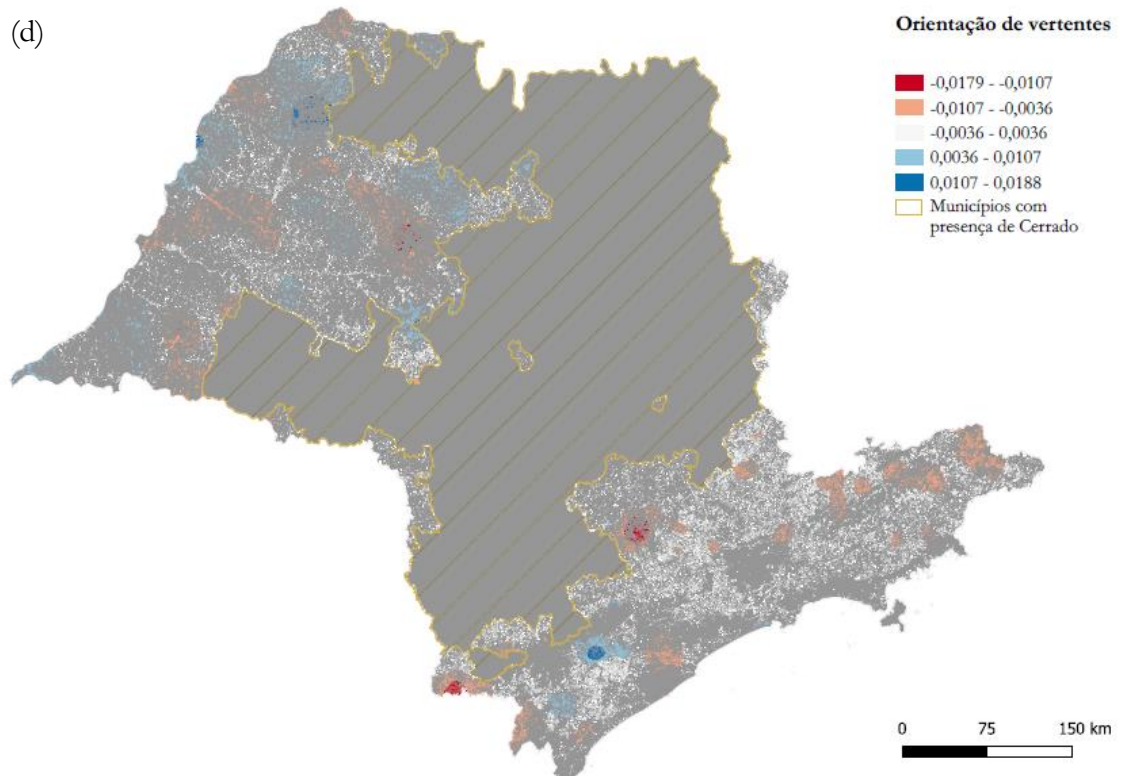 (d)
Orientação de vertentes
-0,0179 - -0,0107
-0,0107 - -0,0036
-0,0036 - 0,0036
0,0036 - 0,0107
0,0107 - 0,0188
Municípios com
presença de Cerrado
0 75 150 km